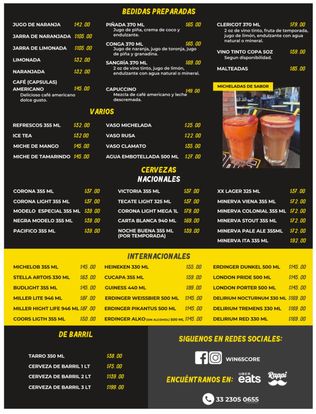 BEBIDAS PREPARADAS
JUGO DE NARANJA $42 .00
JARRA DE NARANJADA $105 .00
JARRA DE LIMONADA $105 .00
LIMONADA $32 .00
NARANJADA $32 .00
CAFÉ (CAPSULAS)
AMERICANO $45 .00
Delicioso café americano
dolce gusto.
PIÑADA 370 ML $65 .00
Jugo de piña, crema de coco y
endulzante.
CONGA 370 ML $65 .00
Jugo de naranja, jugo de toronja, jugo
de piña y granadina.
SANGRÍA 370 ML $89 .00
2 oz de vino tinto, jugo de limón,
endulzante con agua natural o mineral.
CAPUCCINO $49 .00
Mezcla de café americano y leche
descremada.
CLERICOT 370 ML $79 .00
2 oz de vino tinto, fruta de temporada,
jugo de limón, endulzante con agua
natural o mineral.
VINO TINTO COPA 5OZ $59 .00
Segun disponibilidad.
MALTEADAS $65 .00
MICHELADAS DE SABOR
VARIOS
REFRESCOS 355 ML $32 .00
ICE TEA $32 .00
MICHE DE MANGO $45 .00
MICHE DE TAMARINDO $45 .00
VASO MICHELADA $25 .00
VASO RUSA $22 .00
VASO CLAMATO $35 .00
AGUA EMBOTELLADA 500 ML $27 .00
CERVEZAS
NACIONALES
CORONA 355 ML $37 .00
CORONA LIGHT 355 ML $37 .00
MODELO ESPECIAL 355 ML $38 .00
NEGRA MODELO 355 ML $38 .00
PACIFICO 355 ML $38 .00
VICTORIA 355 ML $37 .00
TECATE LIGHT 325 ML $37 .00
CORONA LIGHT MEGA 1L $79 .00
CARTA BLANCA 940 ML $69 .00
NOCHE BUENA 355 ML $39 .00
(POR TEMPORADA)
XX LAGER 325 ML $37 .00
MINERVA VIENA 355 ML $72 .00
MINERVA COLONIAL 355 ML $72 .00
MINERVA STOUT 355 ML $72 .00
MINERVA PALE ALE 355ML $72 .00
MINERVA ITA 335 ML $82 .00
INTERNACIONALES
MICHELOB 355 ML $45 .00
STELLA ARTOIS 330 ML $65 .00
BUDLIGHT 355 ML $45 .00
MILLER LITE 946 ML $87 .00
MILLER HIGHT LIFE 946 ML $87 .00
COORS LIGTH 355 ML $50 .00
HEINEKEN 330 ML $55. 00
CUCAPA 355 ML $59 .00
GUINESS 440 ML $89 .00
ERDINGER WEISSBIER 500 ML $145 .00
ERDINGER PIKANTUS 500 ML $145 .00
ERDINGER ALKO (SIN ALCOHOL) 500 ML $145 .00
ERDINGER DUNKEL 500 ML $145 .00
LONDON PRIDE 500 ML $145 .00
LONDON PORTER 500 ML $145 .00
DELIRIUM NOCTURNUM 330 ML $169 .00
DELIRIUM TREMENS 330 ML $169 .00
DELIRIUM RED 330 ML $169 .00
DE BARRIL
TARRO 350 ML $38 .00
CERVEZA DE BARRIL 1 LT $75 .00
CERVEZA DE BARRIL 2 LT $139 .00
CERVEZA DE BARRIL 3 LT $199 .00
SIGUENOS EN REDES SOCIALES:
WIN65CORE
ENCUÉNTRANOS EN: UBER eats Rappi
33 2305 0655